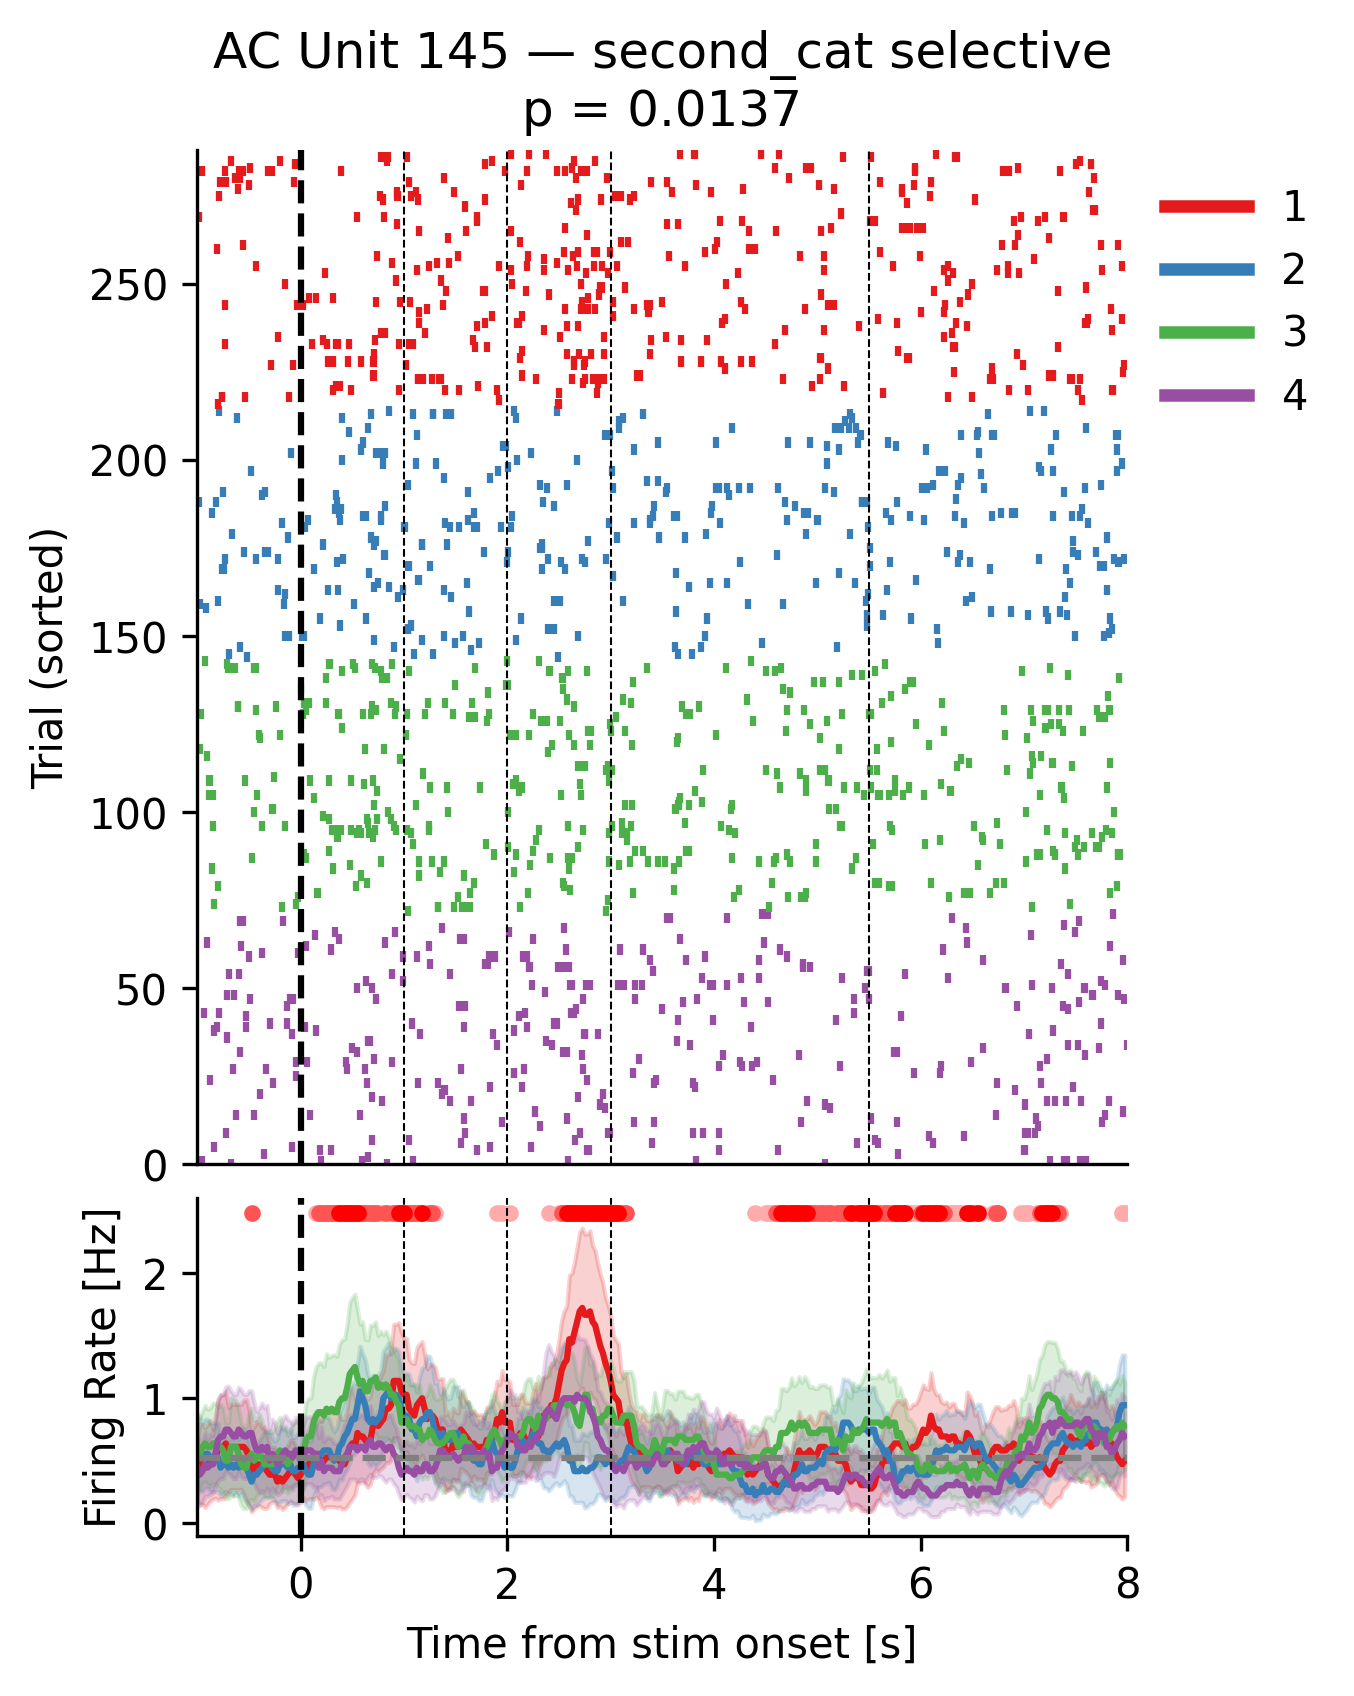 AC Unit 145 — second_cat selective
p = 0.0137
1
2
3
4
Trial (sorted)
250
200
150
100
50
0
Firing Rate [Hz]
2
1
0
0 2 4 6 8
Time from stim onset [s]